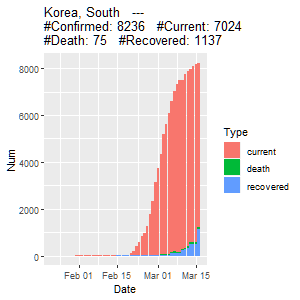 Korea, South   ---
#Confirmed: 8236   #Current: 7024
#Death: 75   #Recovered: 1137
8000
6000
4000
2000
0
Num
Feb 01 Feb 15 Mar 01 Mar 15
Date
Type
current
death
recovered